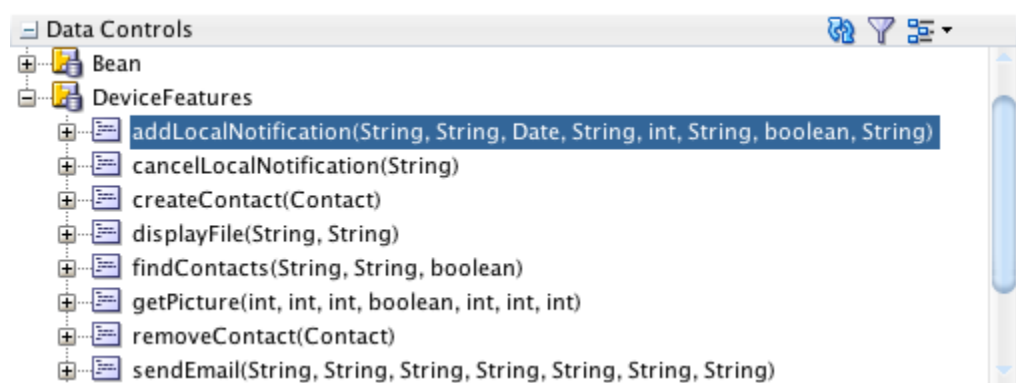 Data Controls
Bean
DeviceFeatures
addLocalNotification(String, String, Date, String, int, String, boolean, String)
cancelLocalNotification(String)
createContact(Contact)
displayFile(String, String)
findContacts(String, String, boolean)
getPicture(int, int, int, boolean, int, int, int)
removeContact(Contact)
sendEmail(String, String, String, String, String, String)